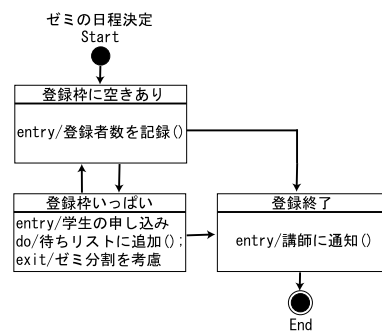 ゼミの日程決定
Start
登録枠に空きあり
entry/登録者数を記録()
登録枠いっぱい
entry/学生の申し込み
do/待ちリストに追加();
exit/ゼミ分割を考慮
登録終了
entry/講師に通知()
End